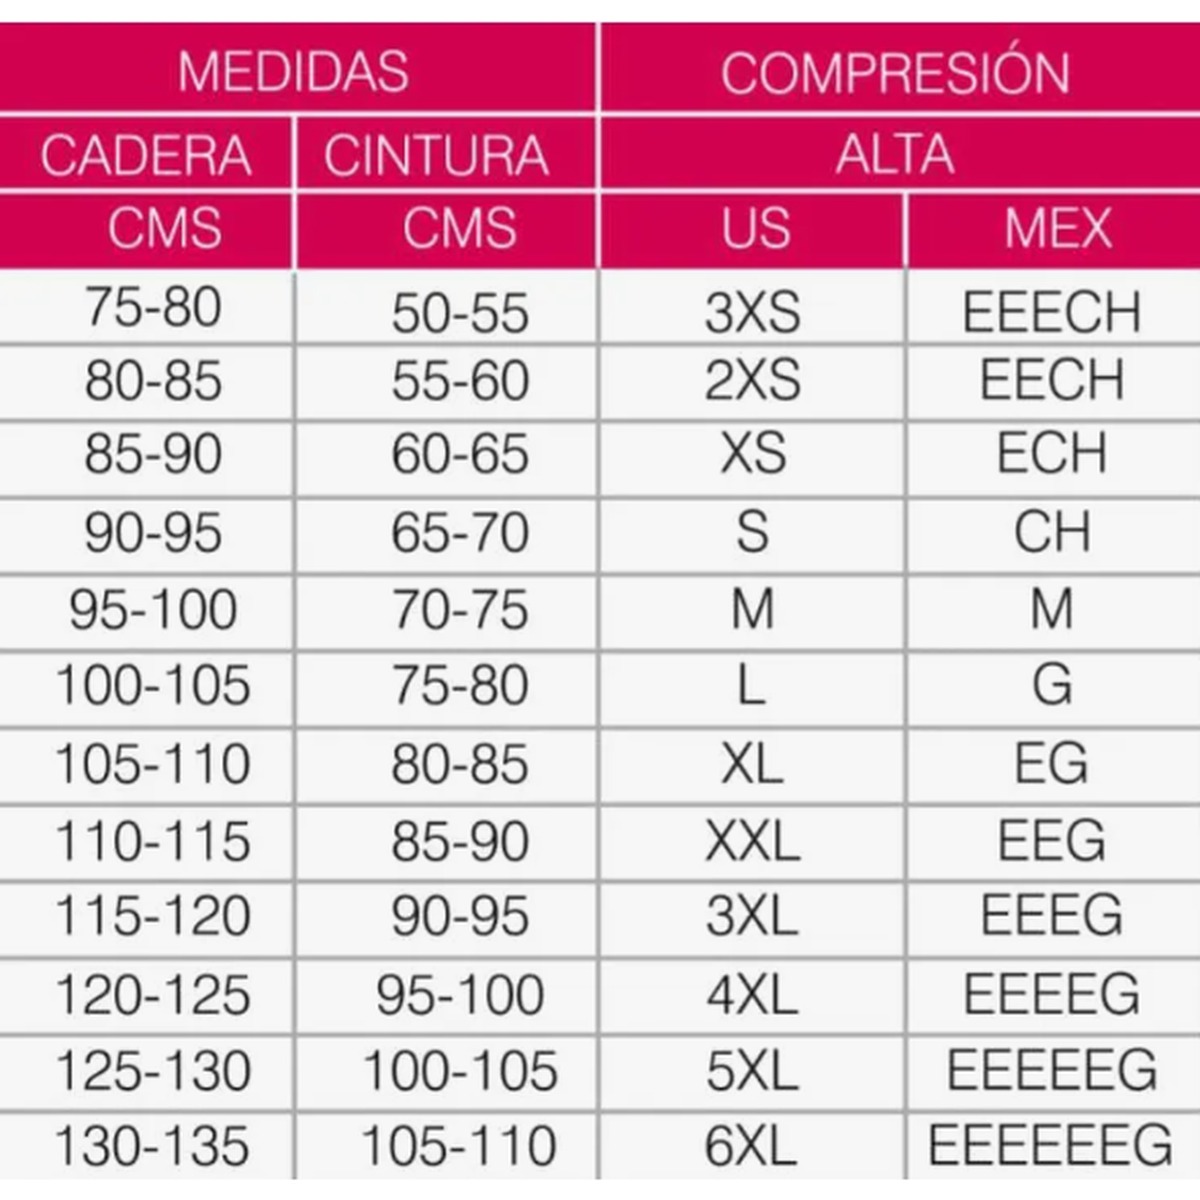 MEDIDAS COMPRESIÓN
CADERA CINTURA ALTA
CMS CMS US MEX
75-80 50-55 3XS EEECH
80-85 55-60 2XS EECH
85-90 60-65 XS ECH
90-95 65-70 S CH
95-100 70-75 M M
100-105 75-80 L G
105-110 80-85 XL EG
110-115 85-90 XXL EEG
115-120 90-95 3XL EEEG
120-125 95-100 4XL EEEEG
125-130 100-105 5XL EEEEEG
130-135 105-110 6XL EEEEEEG